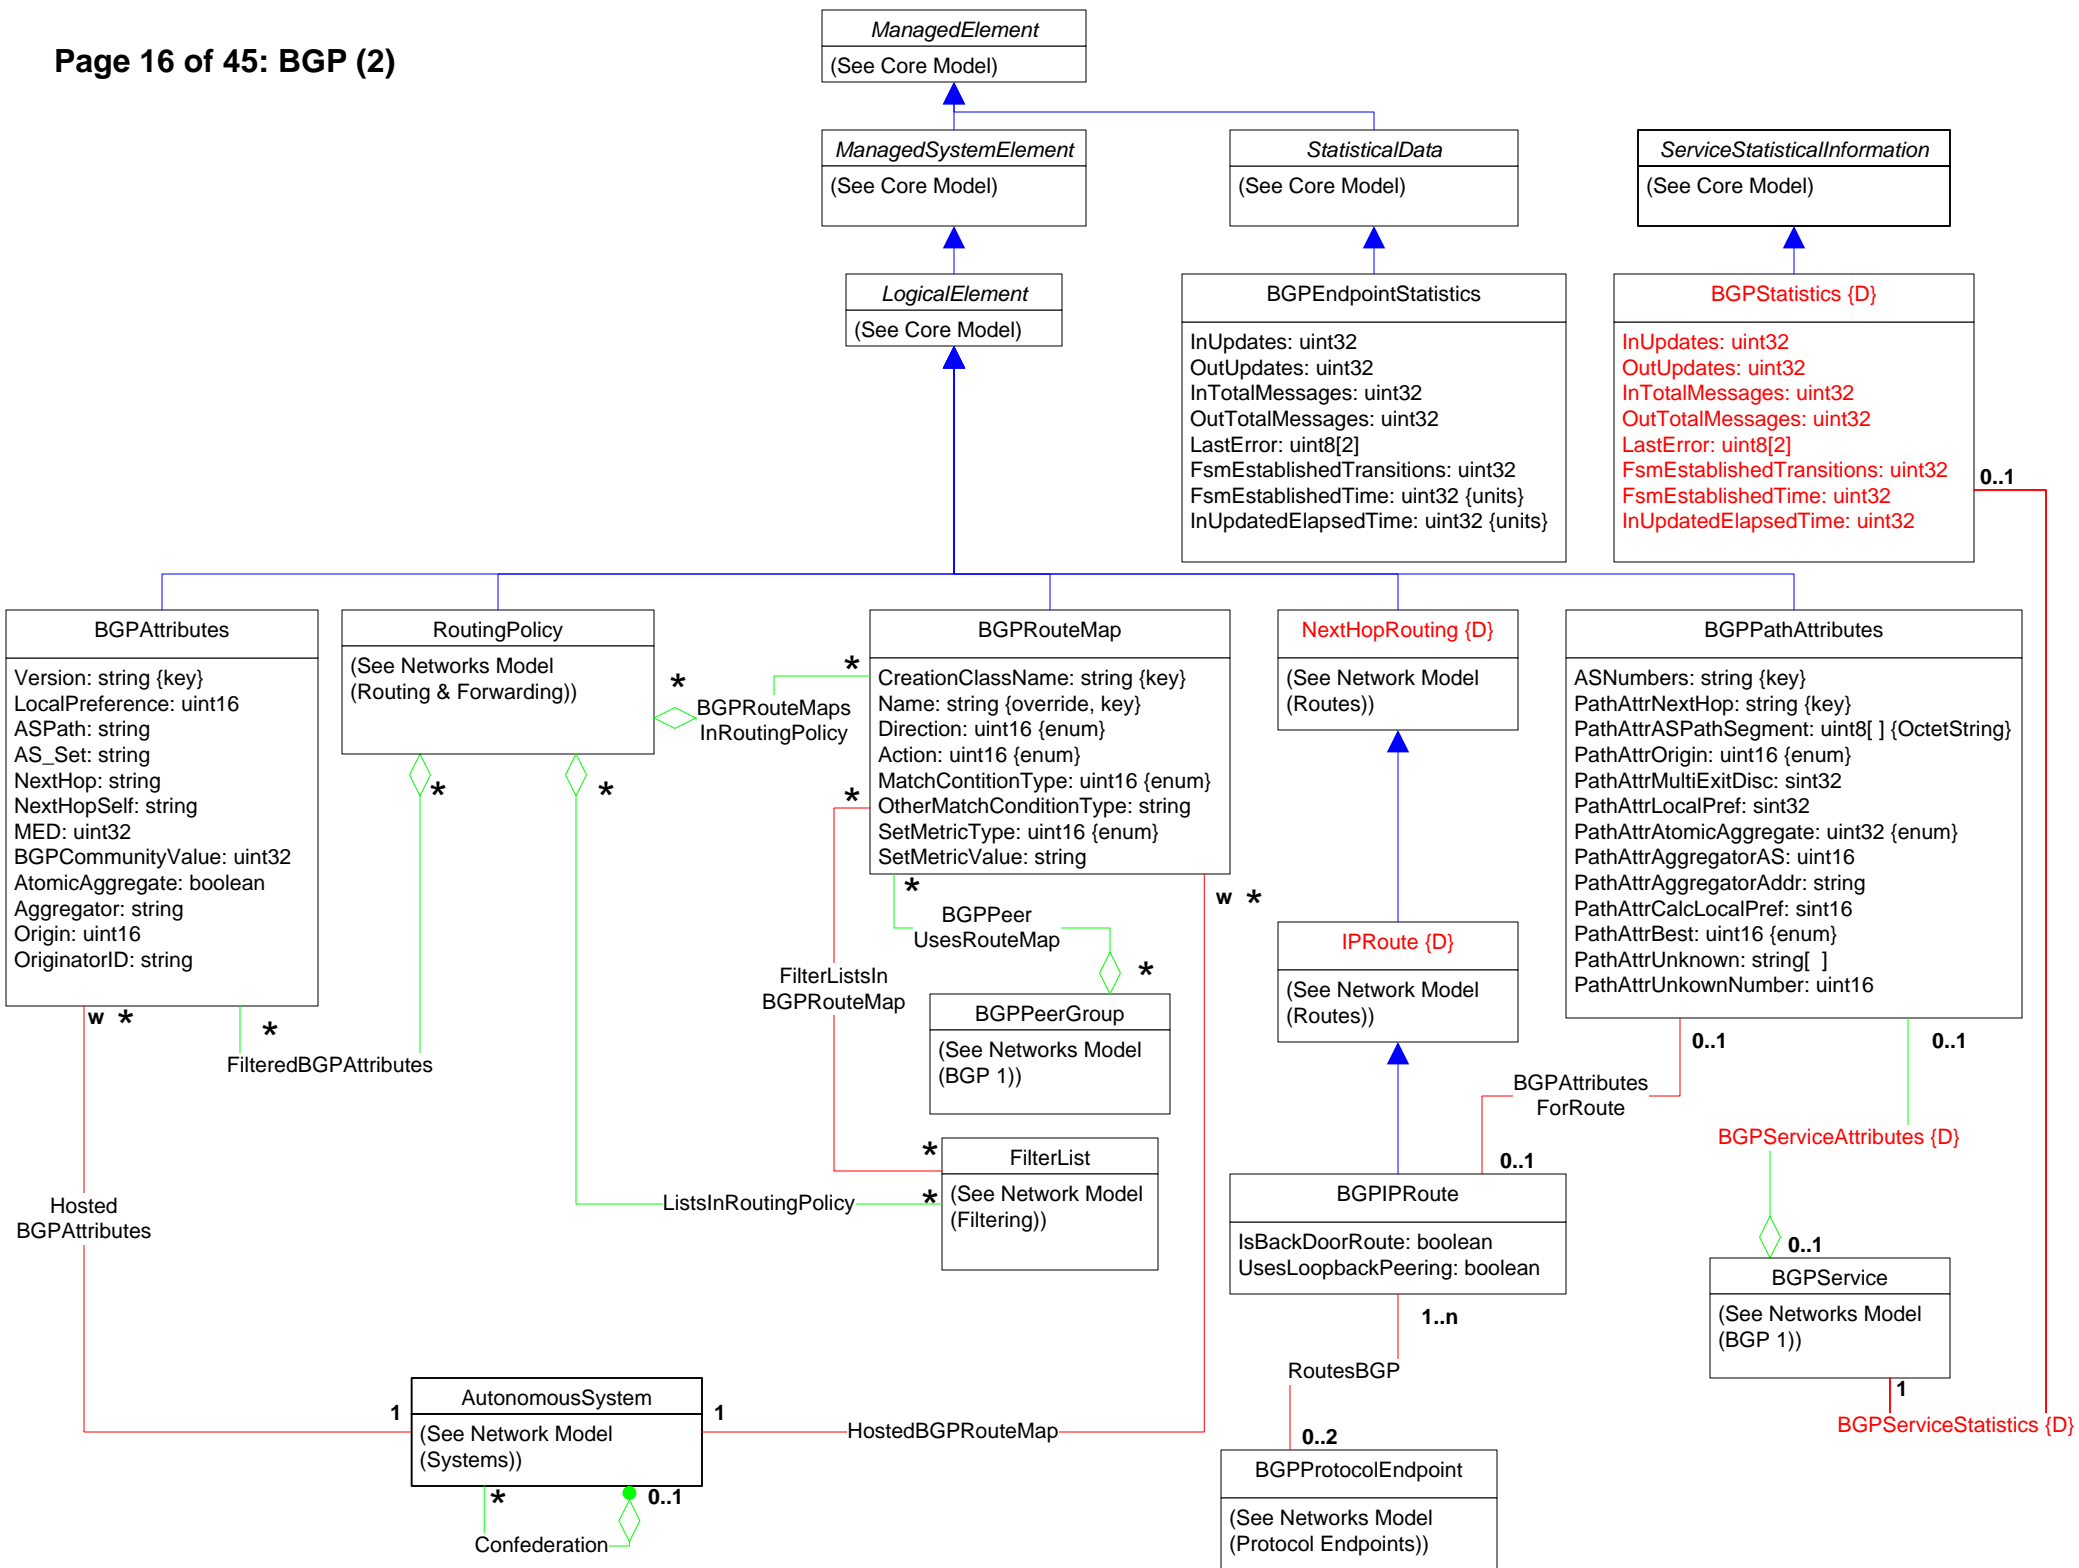 Page 16 of 45: BGP (2)
ManagedElement
(See Core Model)
ManagedSystemElement
(See Core Model)
StatisticalData
(See Core Model)
ServiceStatisticalInformation
(See Core Model)
LogicalElement
(See Core Model)
BGPEndpointStatistics
InUpdates: uint32
OutUpdates: uint32
InTotalMessages: uint32
OutTotalMessages: uint32
LastError: uint8[2]
FsmEstablishedTransitions: uint32
FsmEstablishedTime: uint32 {units}
InUpdatedElapsedTime: uint32 {units}
BGPStatistics {D}
InUpdates: uint32
OutUpdates: uint32
InTotalMessages: uint32
OutTotalMessages: uint32
LastError: uint8[2]
FsmEstablishedTransitions: uint32
FsmEstablishedTime: uint32
InUpdatedElapsedTime: uint32
0..1
BGPAttributes
Version: string {key}
LocalPreference: uint16
ASPath: string
AS_Set: string
NextHop: string
NextHopSelf: string
MED: uint32
BGPCommunityValue: uint32
AtomicAggregate: boolean
Aggregator: string
Origin: uint16
OriginatorID: string
w *
*
FilteredBGPAttributes
RoutingPolicy
(See Networks Model
(Routing & Forwarding))
*
*
*
BGPRouteMaps
InRoutingPolicy
*
BGPRouteMap
CreationClassName: string {key}
Name: string {override, key}
Direction: uint16 {enum}
Action: uint16 {enum}
MatchContitionType: uint16 {enum}
OtherMatchConditionType: string
SetMetricType: uint16 {enum}
SetMetricValue: string
*
*
w *
BGPPeer
UsesRouteMap
*
FilterListsIn
BGPRouteMap
BGPPeerGroup
(See Networks Model
(BGP 1))
*
FilterList
(See Network Model
(Filtering))
ListsInRoutingPolicy
*
NextHopRouting {D}
(See Network Model
(Routes))
IPRoute {D}
(See Network Model
(Routes))
BGPPathAttributes
ASNumbers: string {key}
PathAttrNextHop: string {key}
PathAttrASPathSegment: uint8[ ] {OctetString}
PathAttrOrigin: uint16 {enum}
PathAttrMultiExitDisc: sint32
PathAttrLocalPref: sint32
PathAttrAtomicAggregate: uint32 {enum}
PathAttrAggregatorAS: uint16
PathAttrAggregatorAddr: string
PathAttrCalcLocalPref: sint16
PathAttrBest: uint16 {enum}
PathAttrUnknown: string[ ]
PathAttrUnkownNumber: uint16
0..1
0..1
BGPAttributes
ForRoute
0..1
BGPServiceAttributes {D}
BGPIPRoute
IsBackDoorRoute: boolean
UsesLoopbackPeering: boolean
1..n
0..1
BGPService
(See Networks Model
(BGP 1))
1
BGPServiceStatistics {D}
Hosted
BGPAttributes
1
AutonomousSystem
(See Network Model
(Systems))
1
HostedBGPRouteMap
*
0..1
Confederation
RoutesBGP
0..2
BGPProtocolEndpoint
(See Networks Model
(Protocol Endpoints))